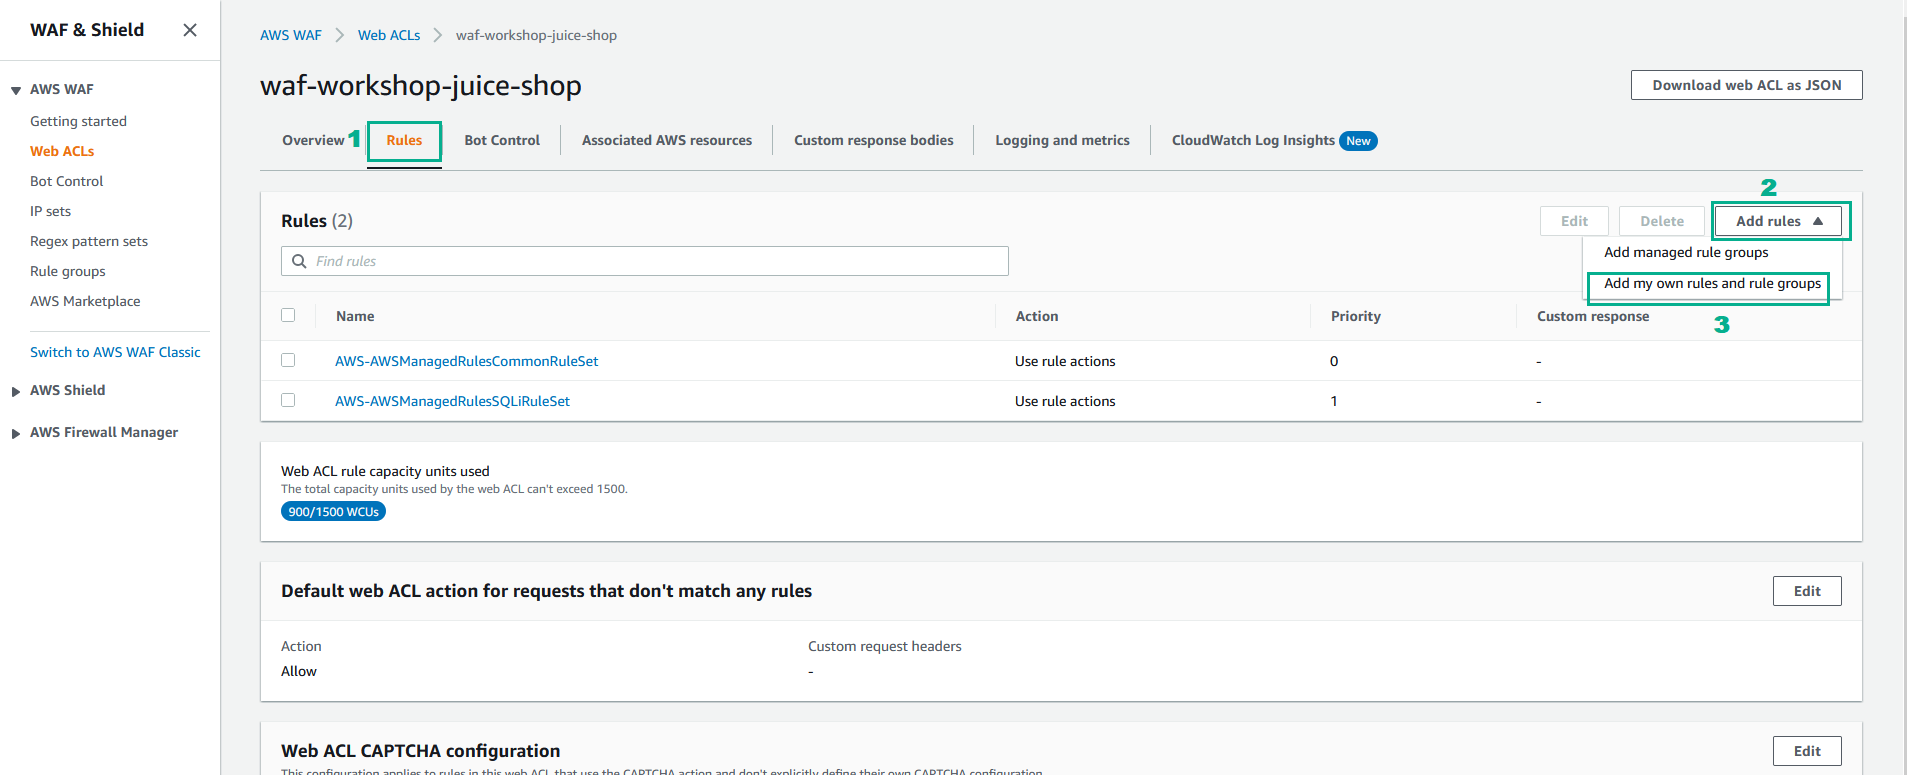 WAF & Shield
AWS WAF
Getting started
Web ACLs
Bot Control
IP sets
Regex pattern sets
Rule groups
AWS Marketplace
Switch to AWS WAF Classic
AWS Shield
AWS Firewall Manager
AWS WAF > Web ACLs > waf-workshop-juice-shop
waf-workshop-juice-shop
Download web ACL as JSON
Overview 1 Rules Bot Control Associated AWS resources Custom response bodies Logging and metrics CloudWatch Log Insights New
2
Rules (2) Edit Delete Add rules
Find rules
Add managed rule groups
Add my own rules and rule groups
3
Name Action Priority Custom response
AWS-AWSManagedRulesCommonRuleSet Use rule actions 0 -
AWS-AWSManagedRulesSQLiRuleSet Use rule actions 1 -
Web ACL rule capacity units used
The total capacity units used by the web ACL can't exceed 1500.
900/1500 WCUs
Default web ACL action for requests that don't match any rules Edit
Action Custom request headers
Allow -
Web ACL CAPTCHA configuration Edit
This configuration applies to rules in this web ACL that use the CAPTCHA action and don't explicitly define their own CAPTCHA configuration.